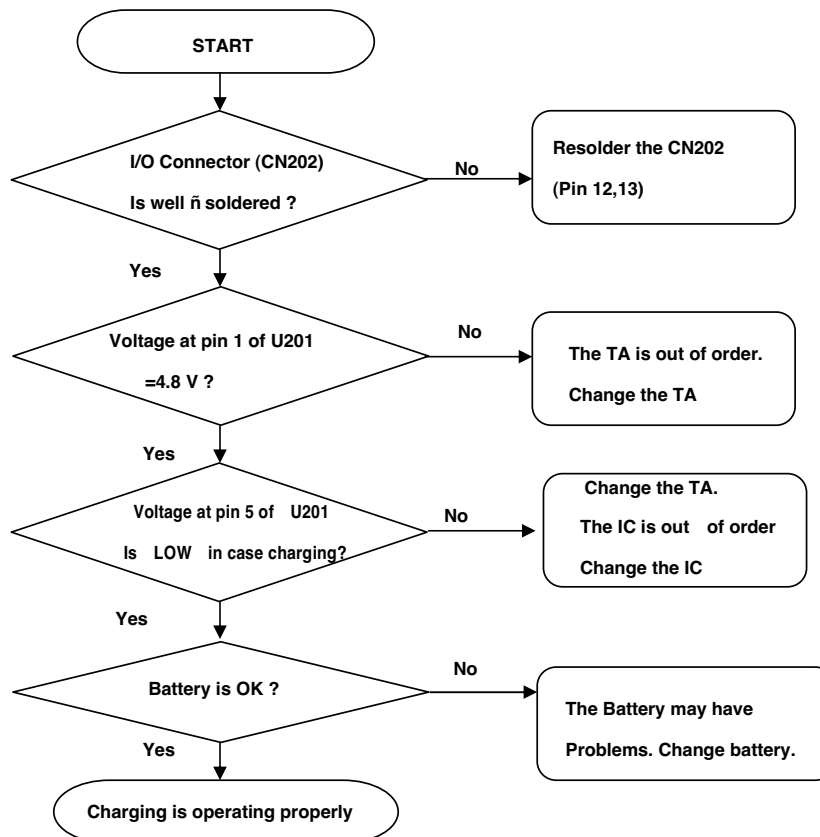 START
I/O Connector (CN202)
Is well ñ soldered ?
No
Resolder the CN202
(Pin 12,13)
Yes
Voltage at pin 1 of U201
=4.8 V ?
No
The TA is out of order.
Change the TA
Yes
Voltage at pin 5 of U201
Is LOW in case charging?
No
Change the TA.
The IC is out of order
Change the IC
Yes
Battery is OK ?
No
The Battery may have
Problems. Change battery.
Yes
Charging is operating properly